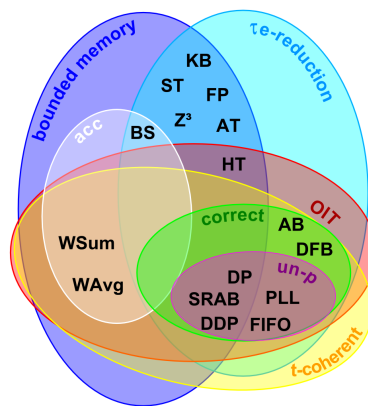 bounded memory
τe-reduction
KB
ST
FP
Z³
AT
acc
BS
HT
OIT
correct
AB
WSum
DFB
un-p
DP
WAvg
SRAB
PLL
DDP
FIFO
t-coherent